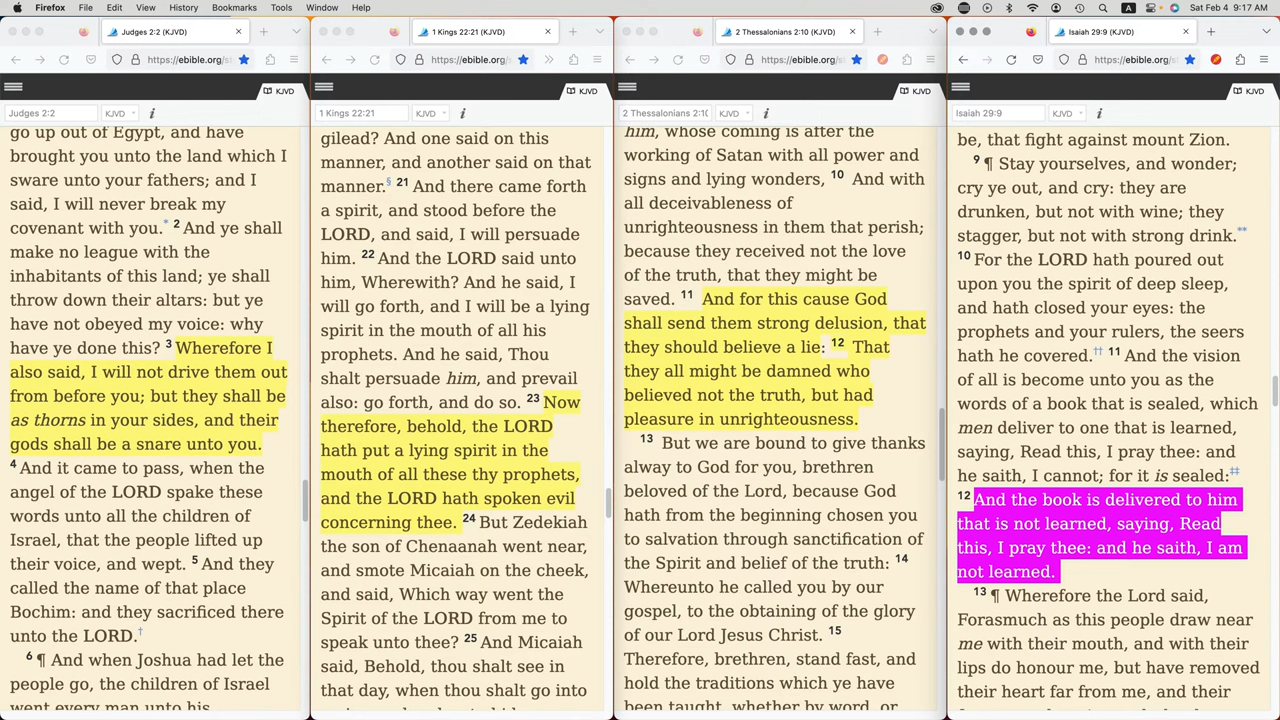 Firefox File Edit View History Bookmarks Tools Window Help A Sat Feb 4 9:17 AM
Judges 2:2 (KJVD)
https://ebible.org/s
KJVD
Judges 2:2 KJVD i
go up out of Egypt, and have
brought you unto the land which I
sware unto your fathers; and I
said, I will never break my
covenant with you.* 2 And ye shall
make no league with the
inhabitants of this land; ye shall
throw down their altars: but ye
have not obeyed my voice: why
have ye done this? 3 Wherefore I
also said, I will not drive them out
from before you; but they shall be
as thorns in your sides, and their
gods shall be a snare unto you.
4 And it came to pass, when the
angel of the LORD spake these
words unto all the children of
Israel, that the people lifted up
their voice, and wept. 5 And they
called the name of that place
Bochim: and they sacrificed there
unto the LORD.†
6 ¶ And when Joshua had let the
people go, the children of Israel
went every man unto his
1 Kings 22:21 (KJVD)
https://ebible.org/s
KJVD
1 Kings 22:21 KJVD i
gilead? And one said on this
manner, and another said on that
manner.§ 21 And there came forth
a spirit, and stood before the
LORD, and said, I will persuade
him. 22 And the LORD said unto
him, Wherewith? And he said, I
will go forth, and I will be a lying
spirit in the mouth of all his
prophets. And he said, Thou
shalt persuade him, and prevail
also: go forth, and do so. 23 Now
therefore, behold, the LORD
hath put a lying spirit in the
mouth of all these thy prophets,
and the LORD hath spoken evil
concerning thee. 24 But Zedekiah
the son of Chenaanah went near,
and smote Micaiah on the cheek,
and said, Which way went the
Spirit of the LORD from me to
speak unto thee? 25 And Micaiah
said, Behold, thou shalt see in
that day, when thou shalt go into
2 Thessalonians 2:10 (KJVD)
https://ebible.org/s
KJVD
2 Thessalonians 2:10 KJVD i
him, whose coming is after the
working of Satan with all power and
signs and lying wonders, 10 And with
all deceivableness of
unrighteousness in them that perish;
because they received not the love
of the truth, that they might be
saved. 11 And for this cause God
shall send them strong delusion, that
they should believe a lie: 12 That
they all might be damned who
believed not the truth, but had
pleasure in unrighteousness.
13 But we are bound to give thanks
alway to God for you, brethren
beloved of the Lord, because God
hath from the beginning chosen you
to salvation through sanctification of
the Spirit and belief of the truth: 14
Whereunto he called you by our
gospel, to the obtaining of the glory
of our Lord Jesus Christ. 15
Therefore, brethren, stand fast, and
hold the traditions which ye have
been taught, whether by word, or
Isaiah 29:9 (KJVD)
https://ebible.org/s
KJVD
Isaiah 29:9 KJVD i
be, that fight against mount Zion.
9 ¶ Stay yourselves, and wonder;
cry ye out, and cry: they are
drunken, but not with wine; they
stagger, but not with strong drink.**
10 For the LORD hath poured out
upon you the spirit of deep sleep,
and hath closed your eyes: the
prophets and your rulers, the seers
hath he covered.†† 11 And the vision
of all is become unto you as the
words of a book that is sealed, which
men deliver to one that is learned,
saying, Read this, I pray thee: and
he saith, I cannot; for it is sealed:‡‡
12 And the book is delivered to him
that is not learned, saying, Read
this, I pray thee: and he saith, I am
not learned.
13 ¶ Wherefore the Lord said,
Forasmuch as this people draw near
me with their mouth, and with their
lips do honour me, but have removed
their heart far from me, and their